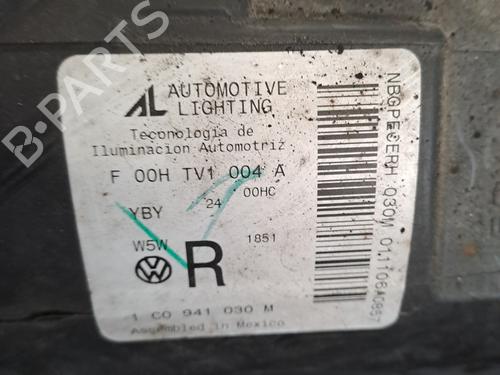 B-PARTS
AL AUTOMOTIVE
LIGHTING
Tecnologia de
Iluminacion Automotriz
F 00H TV1 004 A
24 00HC
YBY
W5W 1851
R
1 C0 941 030 M
Assembled in Mexico